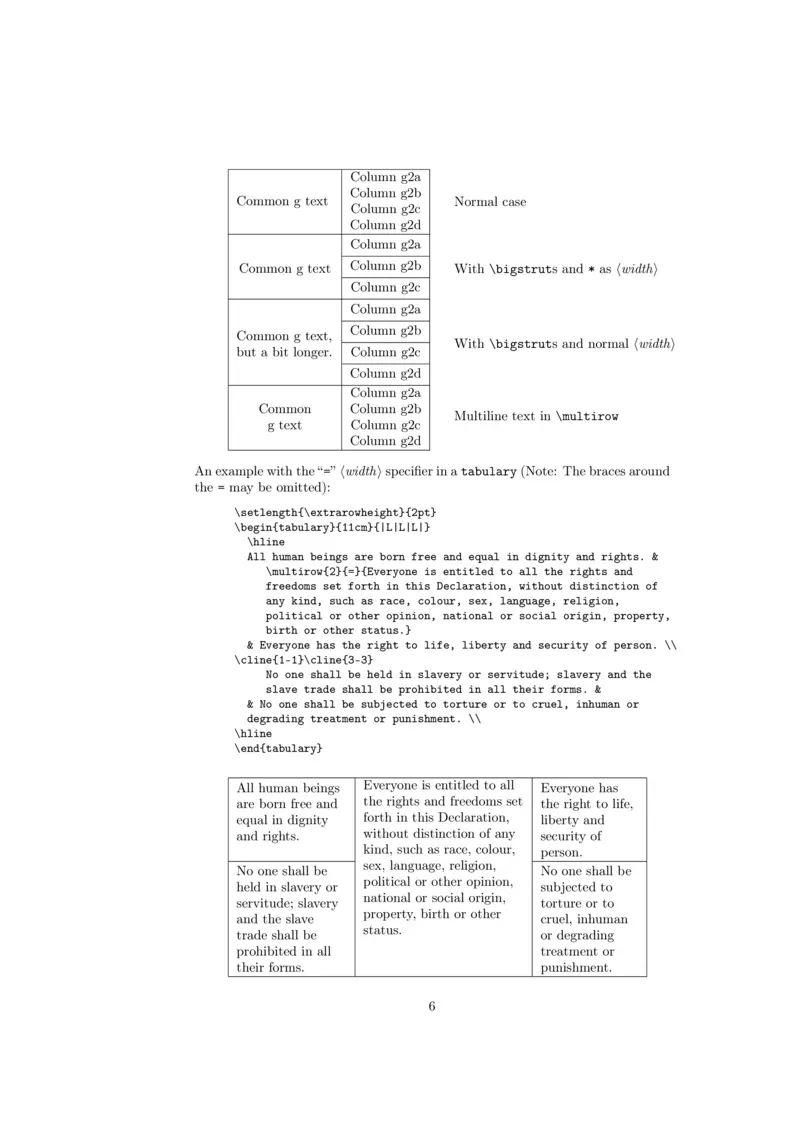 Column g2a
Column g2b
Common g text Normal case
Column g2c
Column g2d
Column g2a
Common g text Column g2b With \bigstruts and * as ⟨width⟩
Column g2c
Column g2a
Common g text, Column g2b
With \bigstruts and normal ⟨width⟩
but a bit longer. Column g2c
Column g2d
Column g2a
Common Column g2b
Multiline text in \multirow
g text Column g2c
Column g2d
An example with the “=” ⟨width⟩ specifier in a tabulary (Note: The braces around
the = may be omitted):
\setlength{\extrarowheight}{2pt}
\begin{tabulary}{11cm}{|L|L|L|}
\hline
All human beings are born free and equal in dignity and rights. &
\multirow{2}{=}{Everyone is entitled to all the rights and
freedoms set forth in this Declaration, without distinction of
any kind, such as race, colour, sex, language, religion,
political or other opinion, national or social origin, property,
birth or other status.}
& Everyone has the right to life, liberty and security of person. \\
\cline{1-1}\cline{3-3}
No one shall be held in slavery or servitude; slavery and the
slave trade shall be prohibited in all their forms. &
& No one shall be subjected to torture or to cruel, inhuman or
degrading treatment or punishment. \\
\hline
\end{tabulary}
All human beings
are born free and
equal in dignity
and rights.
Everyone is entitled to all
the rights and freedoms set
forth in this Declaration,
without distinction of any
kind, such as race, colour,
sex, language, religion,
political or other opinion,
national or social origin,
property, birth or other
status.
Everyone has
the right to life,
liberty and
security of
person.
No one shall be
held in slavery or
servitude; slavery
and the slave
trade shall be
prohibited in all
their forms.
No one shall be
subjected to
torture or to
cruel, inhuman
or degrading
treatment or
punishment.
6